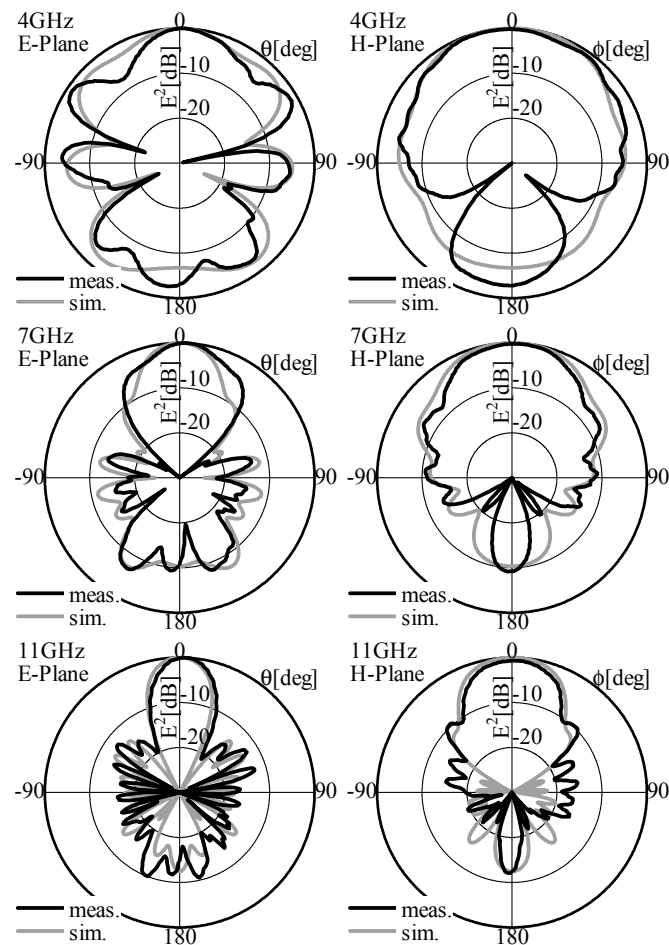 4GHz
E-Plane
0
θ[deg]
-10
E²[dB]
-20
-90
90
meas.
sim.
180
4GHz
H-Plane
0
ϕ[deg]
-10
E²[dB]
-20
-90
90
meas.
sim.
180
7GHz
E-Plane
0
θ[deg]
-10
E²[dB]
-20
-90
90
meas.
sim.
180
7GHz
H-Plane
0
ϕ[deg]
-10
E²[dB]
-20
-90
90
meas.
sim.
180
11GHz
E-Plane
0
θ[deg]
-10
E²[dB]
-20
-90
90
meas.
sim.
180
11GHz
H-Plane
0
ϕ[deg]
-10
E²[dB]
-20
-90
90
meas.
sim.
180